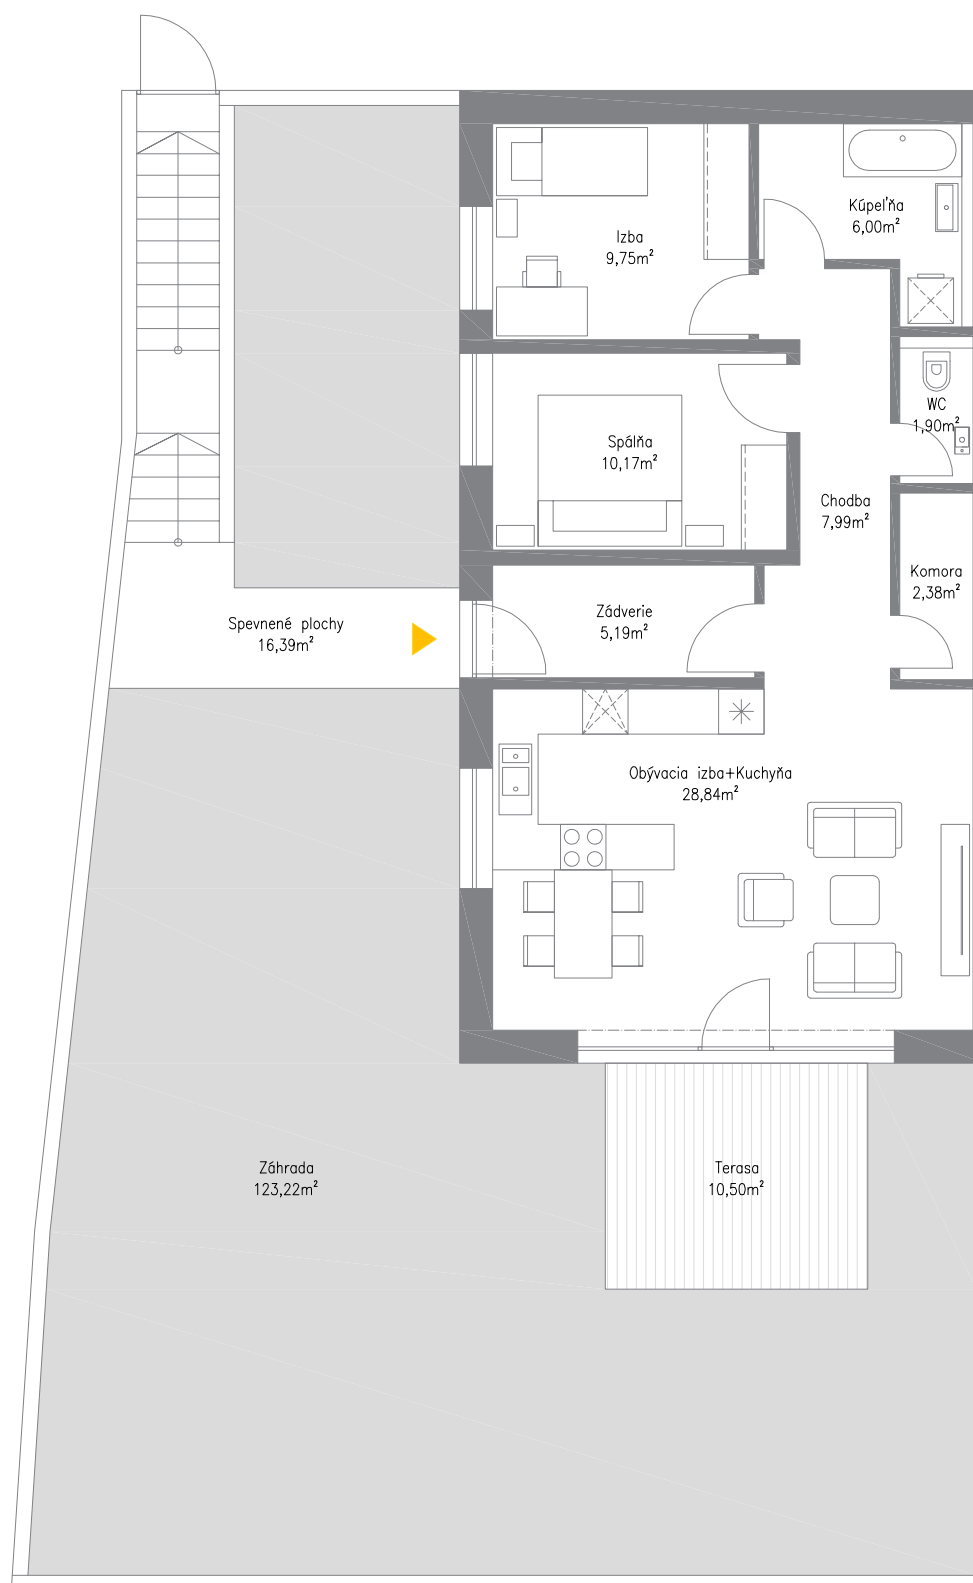 Kúpeľňa
6,00m²
Izba
9,75m²
WC
1,90m²
Spálňa
10,17m²
Chodba
7,99m²
Komora
2,38m²
Zádverie
5,19m²
Spevnené plochy
16,39m²
Obývacia izba+Kuchyňa
28,84m²
Záhrada
123,22m²
Terasa
10,50m²